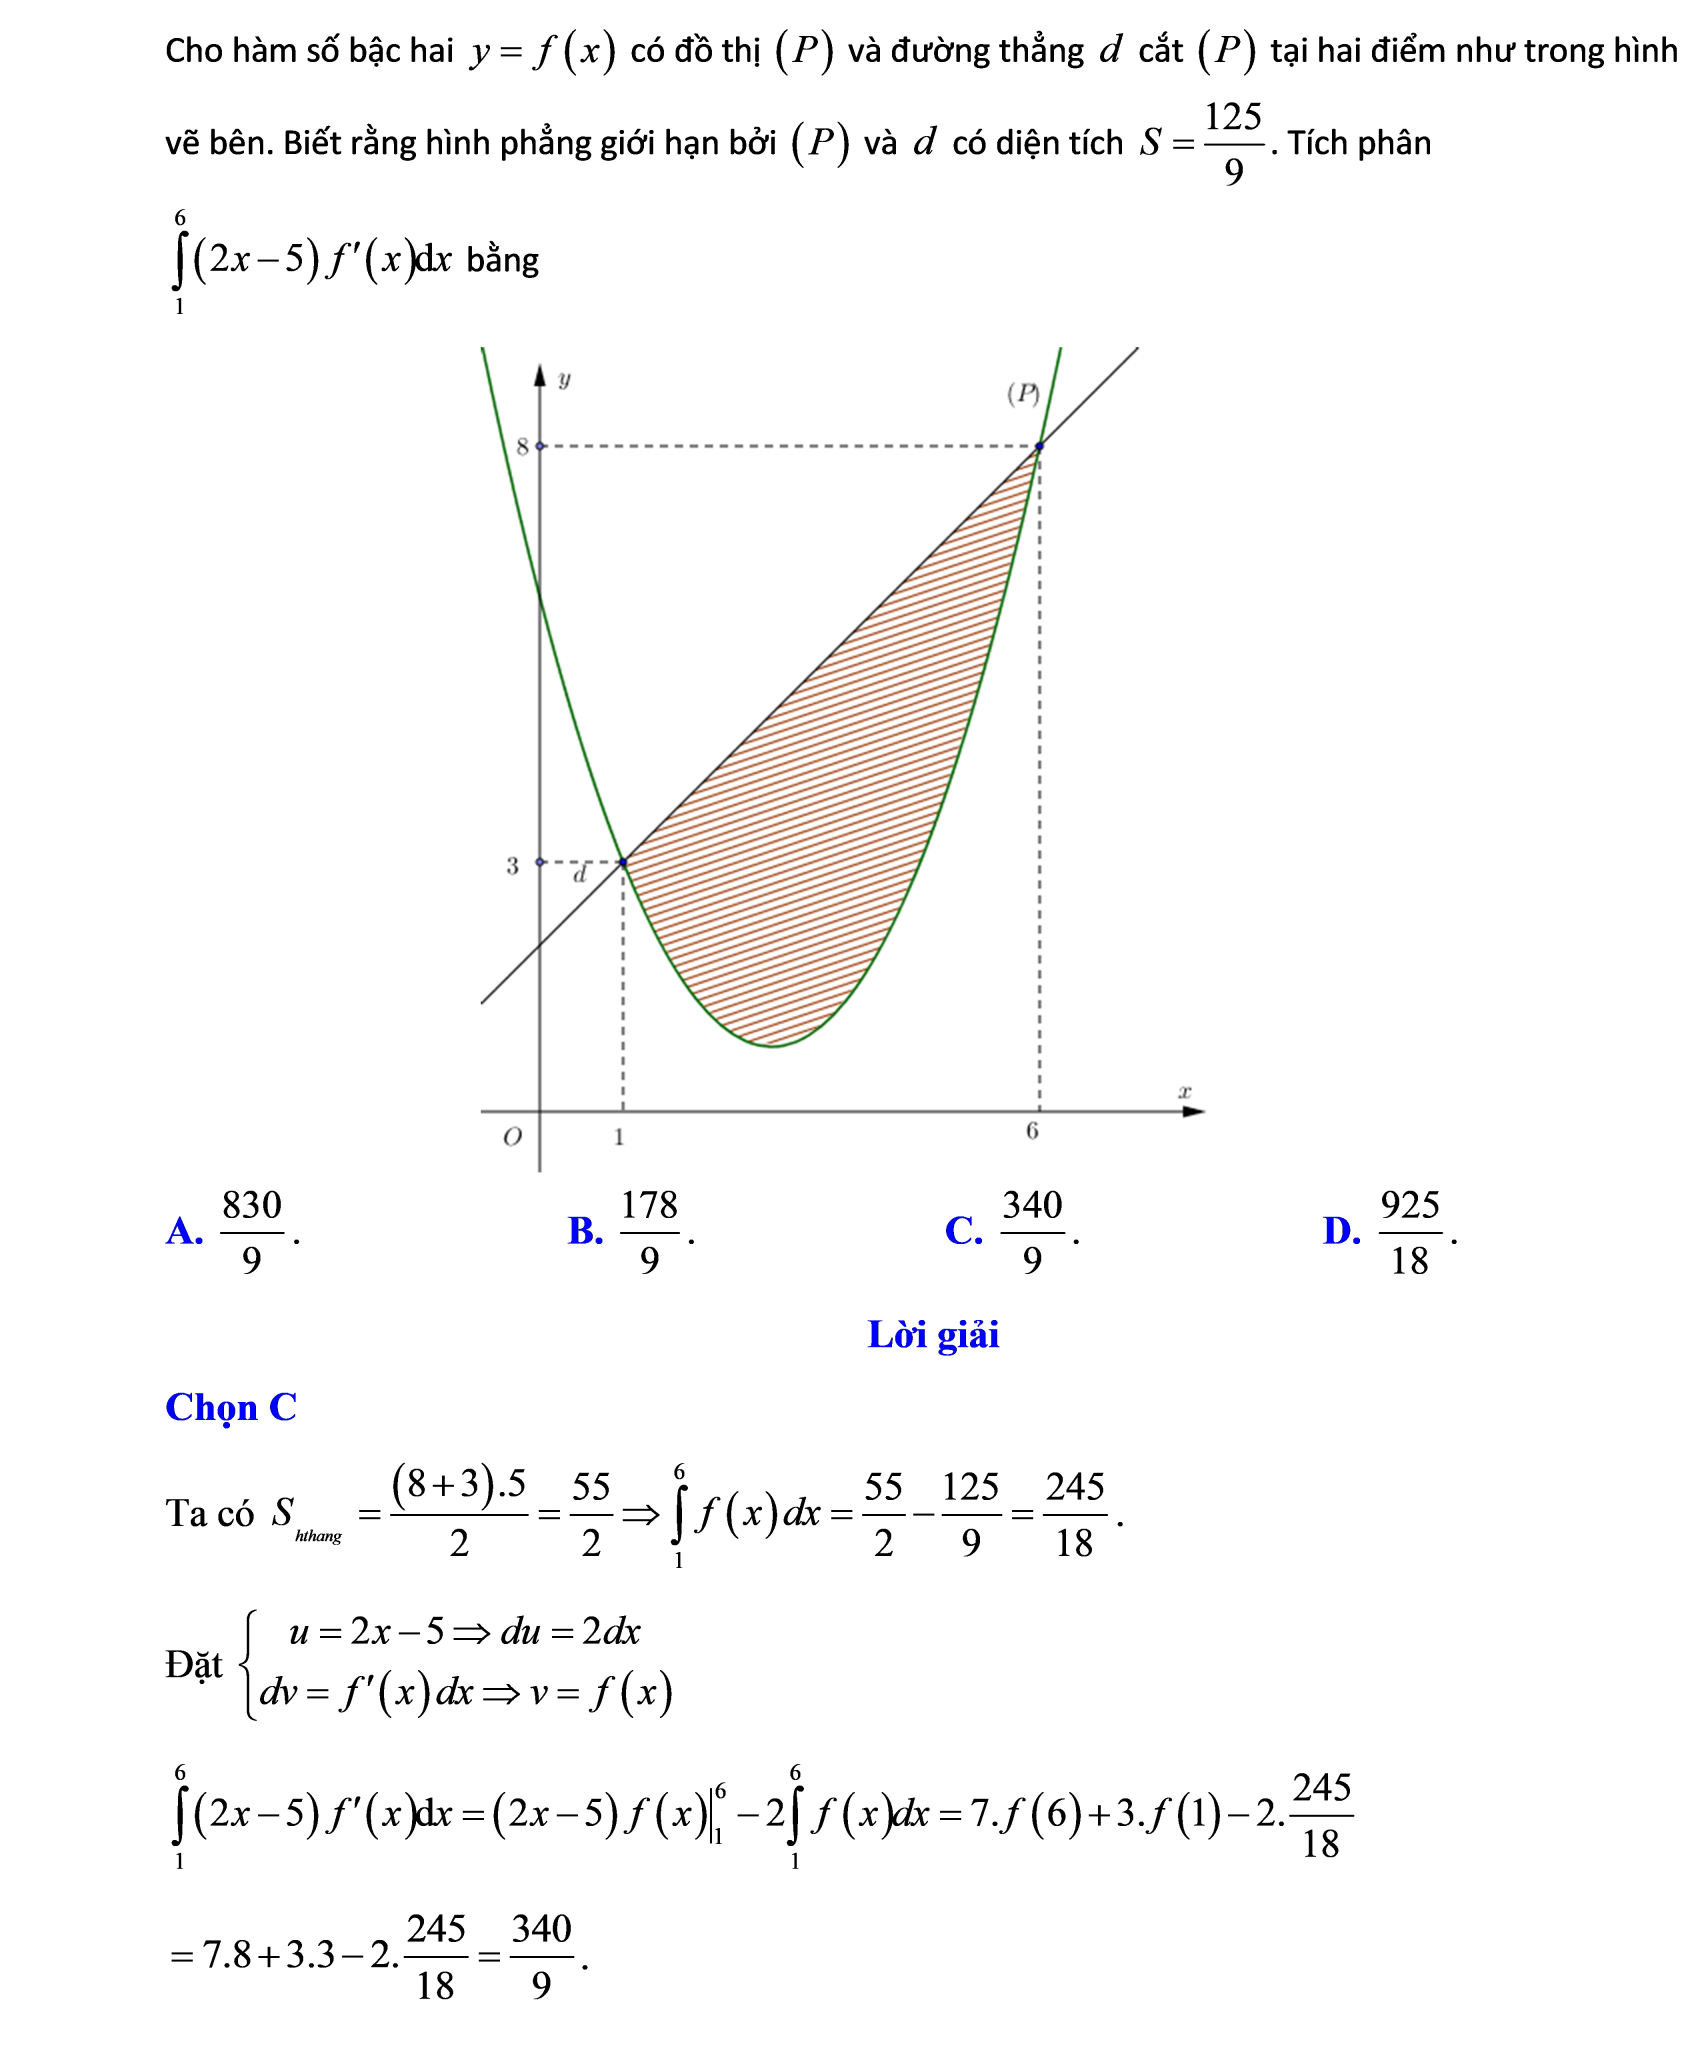 Cho hàm số bậc hai y = f(x) có đồ thị (P) và đường thẳng d cắt (P) tại hai điểm như trong hình
vẽ bên. Biết rằng hình phẳng giới hạn bởi (P) và d có diện tích S = 125/9. Tích phân
∫₁⁶(2x−5)f′(x)dx bằng
y
(P)
8
3
d
x
O
1
6
A. 830/9. B. 178/9. C. 340/9. D. 925/18.
Lời giải
Chọn C
Ta có S_hthang = (8+3).5/2 = 55/2 ⇒ ∫₁⁶ f(x)dx = 55/2 − 125/9 = 245/18.
Đặt { u = 2x−5 ⇒ du = 2dx
dv = f′(x)dx ⇒ v = f(x)
∫₁⁶(2x−5)f′(x)dx = (2x−5)f(x)|₁⁶ − 2∫₁⁶ f(x)dx = 7.f(6)+3.f(1)−2.245/18
= 7.8+3.3−2.245/18 = 340/9.